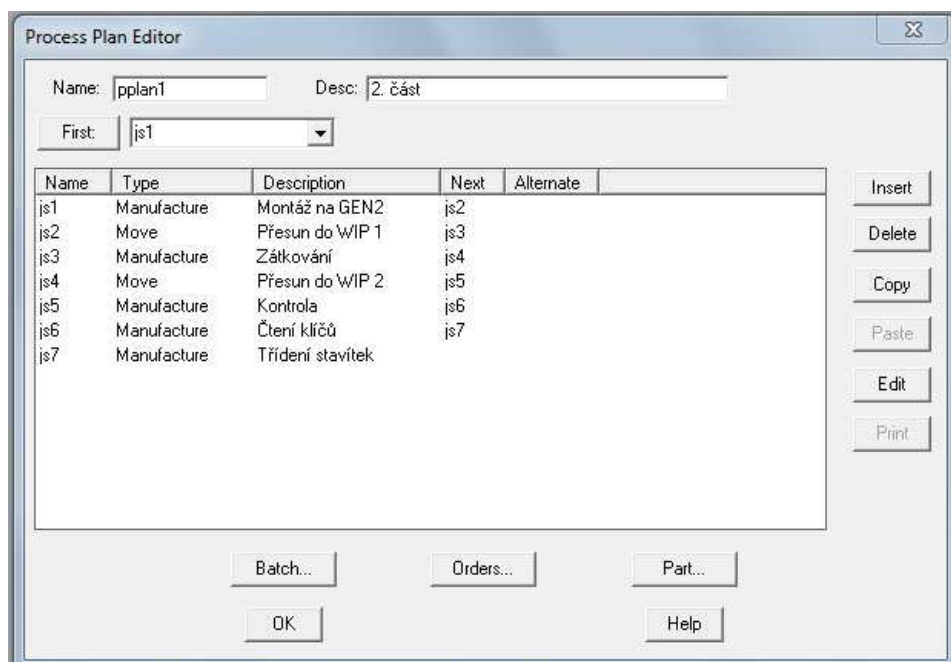 Process Plan Editor
Name: pplan1 Desc: 2. část
First: js1
Name Type Description Next Alternate
js1 Manufacture Montáž na GEN2 js2
js2 Move Přesun do WIP 1 js3
js3 Manufacture Zátkování js4
js4 Move Přesun do WIP 2 js5
js5 Manufacture Kontrola js6
js6 Manufacture Čtení klíčů js7
js7 Manufacture Třídení stavítek
Insert
Delete
Copy
Paste
Edit
Print
Batch... Orders... Part...
OK Help